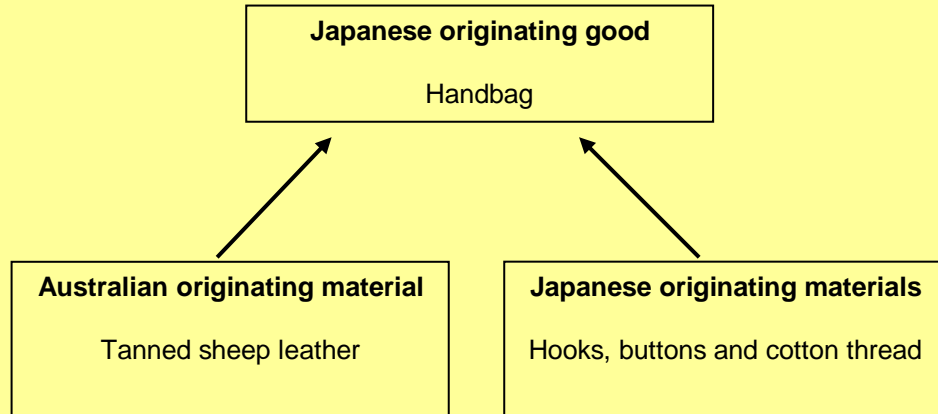 Japanese originating good
Handbag
Australian originating material
Tanned sheep leather
Japanese originating materials
Hooks, buttons and cotton thread